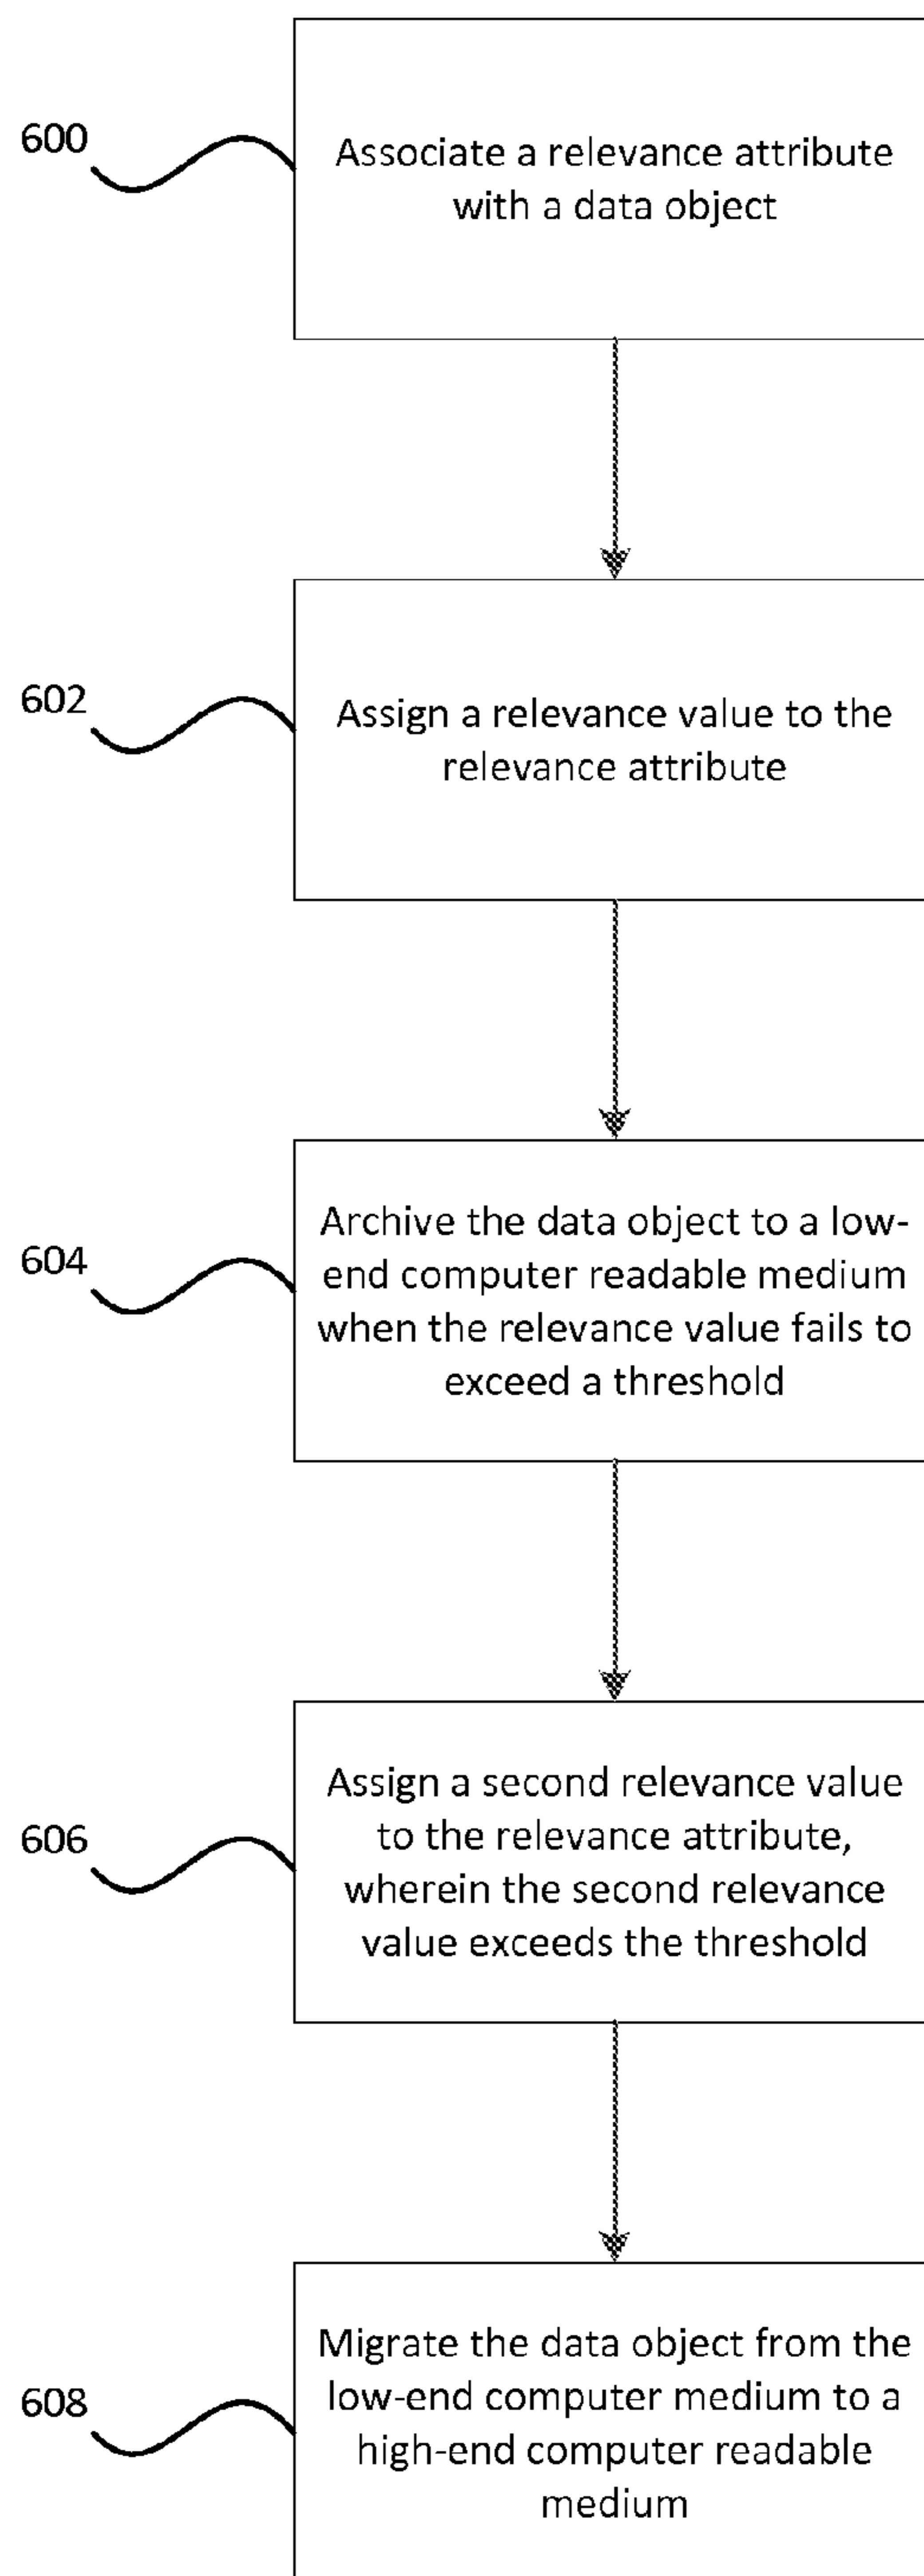 600
Associate a relevance attribute
with a data object
602
Assign a relevance value to the
relevance attribute
604
Archive the data object to a low-
end computer readable medium
when the relevance value fails to
exceed a threshold
606
Assign a second relevance value
to the relevance attribute,
wherein the second relevance
value exceeds the threshold
608
Migrate the data object from the
low-end computer medium to a
high-end computer readable
medium